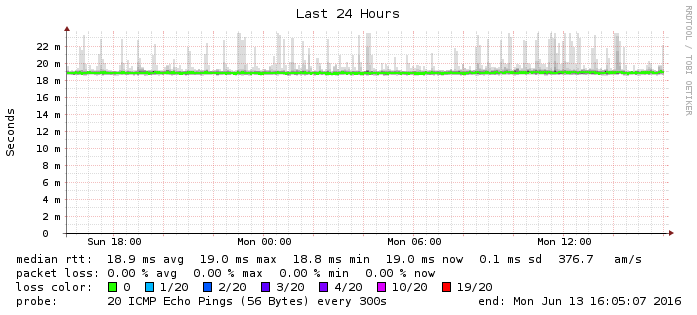 Last 24 Hours
RRDTOOL / TOBI OETIKER
Seconds
22 m
20 m
18 m
16 m
14 m
12 m
10 m
8 m
6 m
4 m
2 m
0
Sun 18:00 Mon 00:00 Mon 06:00 Mon 12:00
median rtt: 18.9 ms avg 19.0 ms max 18.8 ms min 19.0 ms now 0.1 ms sd 376.7 am/s
packet loss: 0.00 % avg 0.00 % max 0.00 % min 0.00 % now
loss color: 0 1/20 2/20 3/20 4/20 10/20 19/20
probe: 20 ICMP Echo Pings (56 Bytes) every 300s end: Mon Jun 13 16:05:07 2016